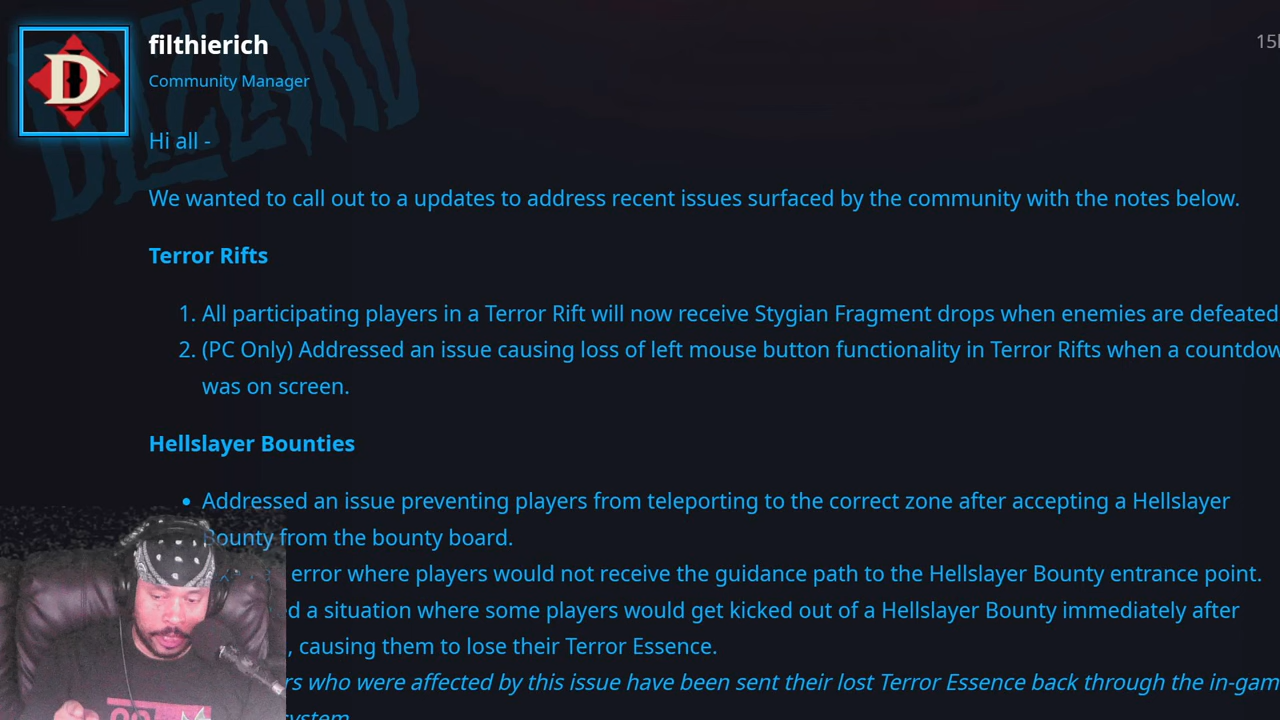 BLIZZARD
D
filthierich
Community Manager
Hi all -
We wanted to call out to a updates to address recent issues surfaced by the community with the notes below.
Terror Rifts
1. All participating players in a Terror Rift will now receive Stygian Fragment drops when enemies are defeated
2. (PC Only) Addressed an issue causing loss of left mouse button functionality in Terror Rifts when a
was on screen.
Hellslayer Bounties
• Addressed an issue preventing players from teleporting to the correct zone after accepting a Hellslayer
Bounty from the bounty board.
error where players would not receive the guidance path to the Hellslayer Bounty entrance point.
a situation where some players would get kicked out of a Hellslayer Bounty immediately after
, causing them to lose their Terror Essence.
who were affected by this issue have been sent their lost Terror Essence back through the